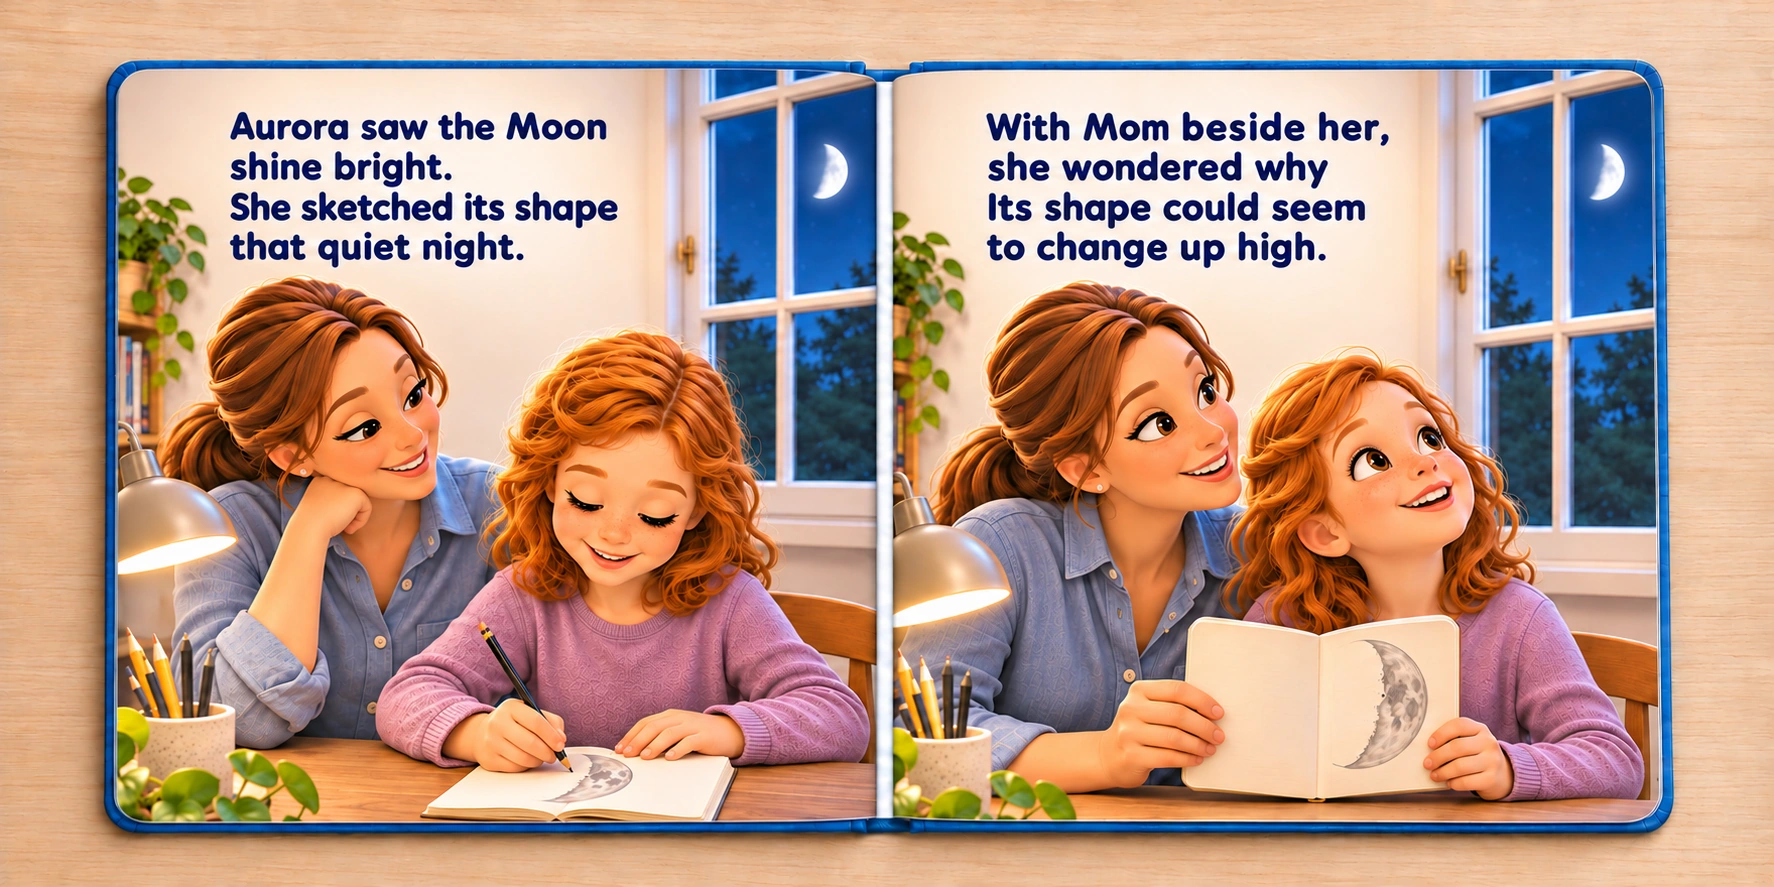 Aurora saw the Moon
shine bright.
She sketched its shape
that quiet night.
With Mom beside her,
she wondered why
Its shape could seem
to change up high.